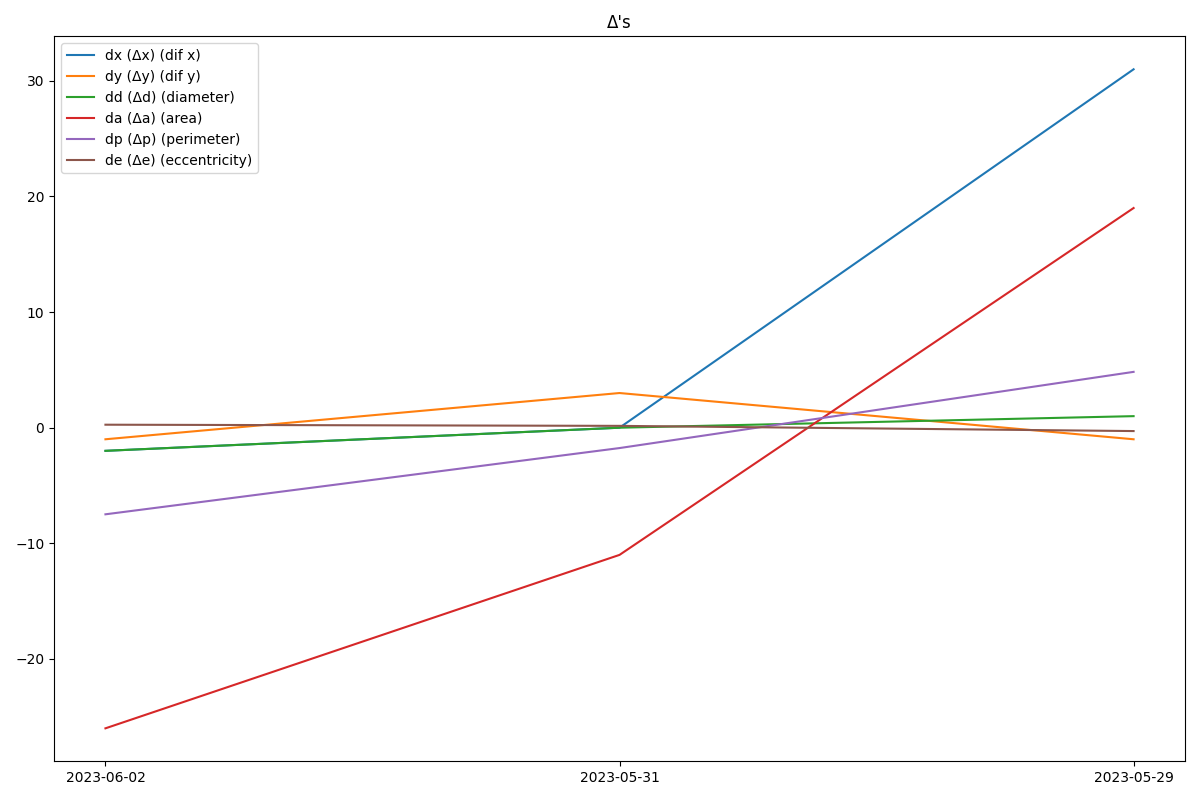 Δ's
dx (Δx) (dif x)
dy (Δy) (dif y)
dd (Δd) (diameter)
da (Δa) (area)
dp (Δp) (perimeter)
de (Δe) (eccentricity)
30
20
10
0
−10
−20
2023-06-02 2023-05-31 2023-05-29